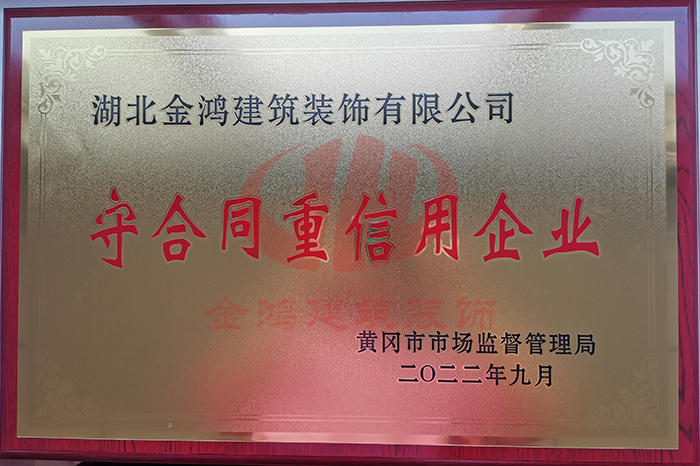 湖北金鸿建筑装饰有限公司
守合同重信用企业
金鸿建筑装饰
黄冈市市场监督管理局
二〇二二年九月